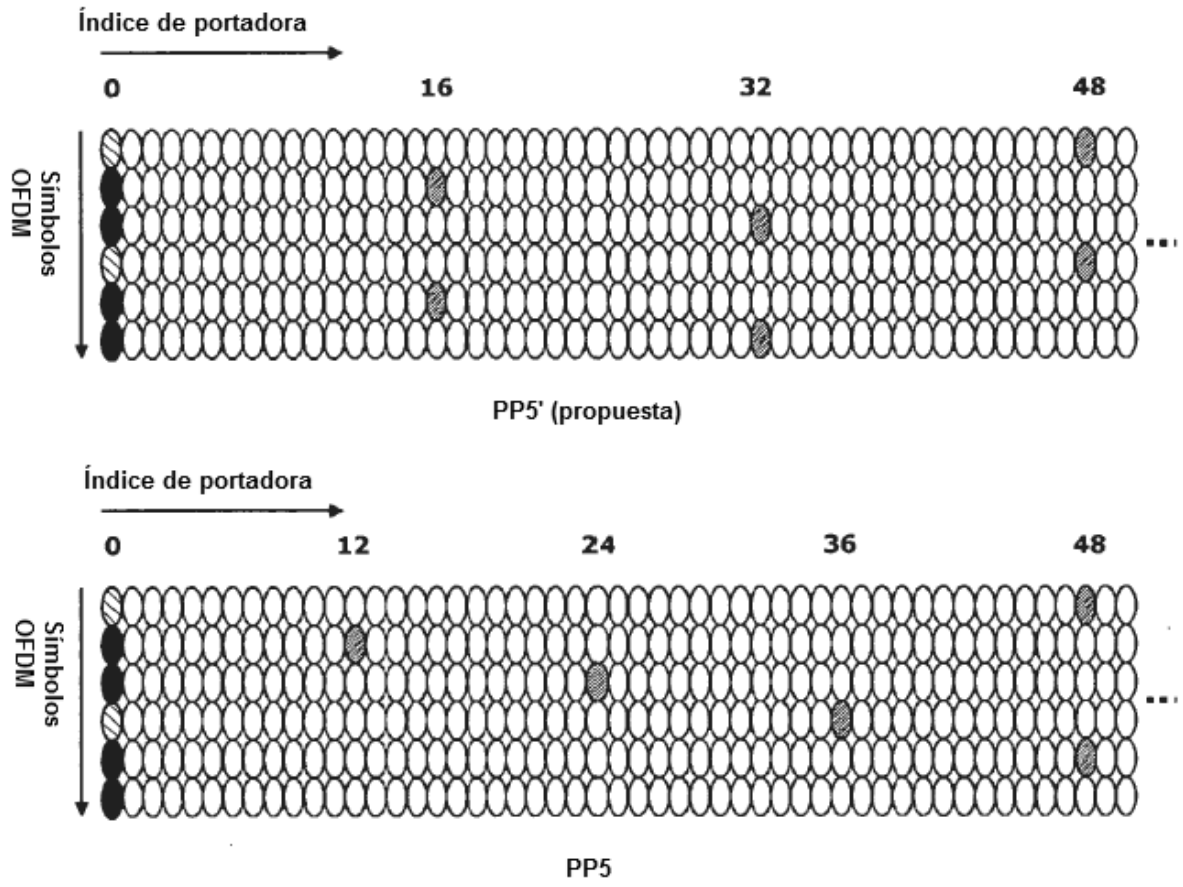 Índice de portadora
0 16 32 48
Símbolos
OFDM
PP5' (propuesta)
Índice de portadora
0 12 24 36 48
Símbolos
OFDM
PP5